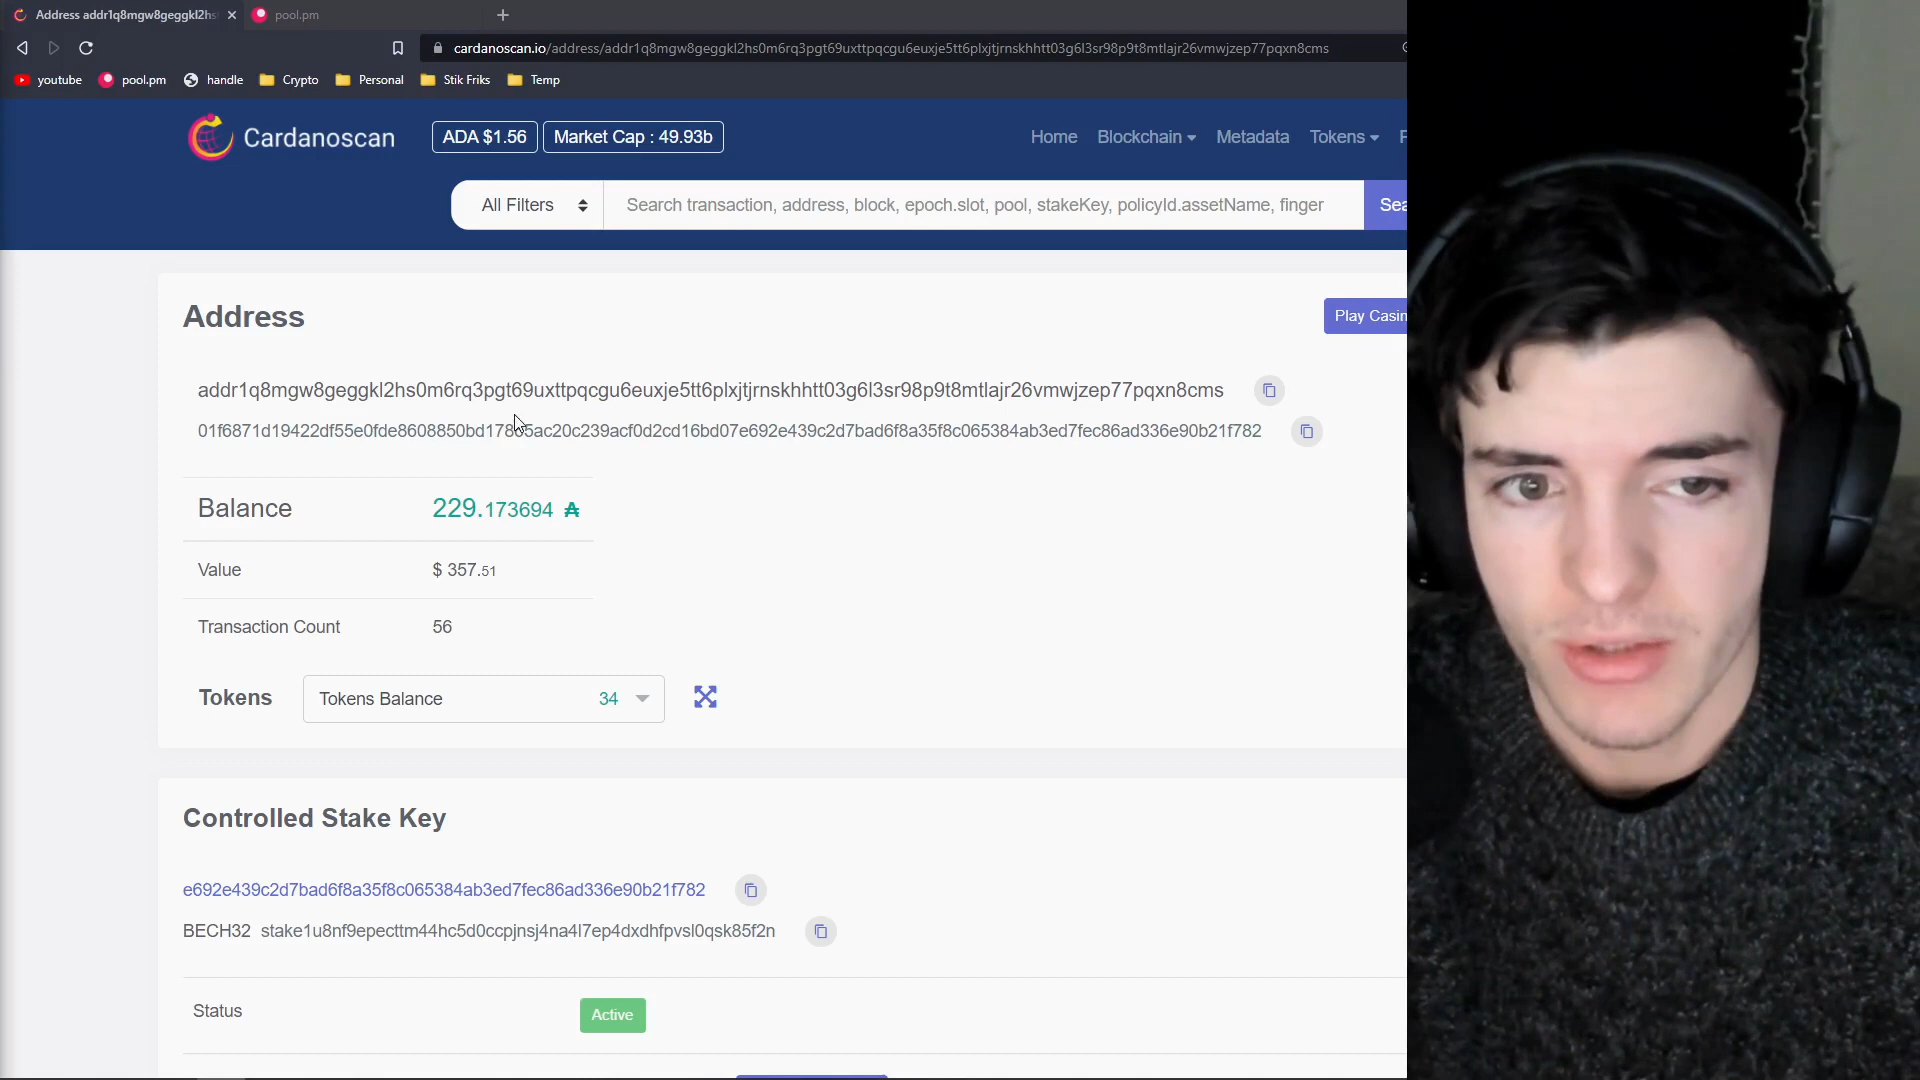 Address addr1q8mgw8geggkl2hs
pool.pm
cardanoscan.io/address/addr1q8mgw8geggkl2hs0m6rq3pgt69uxttpqcgu6euxje5tt6plxjtjrnskhhtt03g6l3sr98p9t8mtlajr26vmwjzep77pqxn8cms
youtube pool.pm handle Crypto Personal Stik Friks Temp
Cardanoscan ADA $1.56 Market Cap : 49.93b Home Blockchain Metadata Tokens
All Filters Search transaction, address, block, epoch.slot, pool, stakeKey, policyId.assetName, finger Sea
Address
Play Casin
addr1q8mgw8geggkl2hs0m6rq3pgt69uxttpqcgu6euxje5tt6plxjtjrnskhhtt03g6l3sr98p9t8mtlajr26vmwjzep77pqxn8cms
Balance 229.173694 ₳
Value $ 357.51
Transaction Count 56
Tokens Tokens Balance 34
Controlled Stake Key
e692e439c2d7bad6f8a35f8c065384ab3ed7fec86ad336e90b21f782
BECH32 stake1u8nf9epecttm44hc5d0ccpjnsj4na4l7ep4dxdhfpvsl0qsk85f2n
Status Active